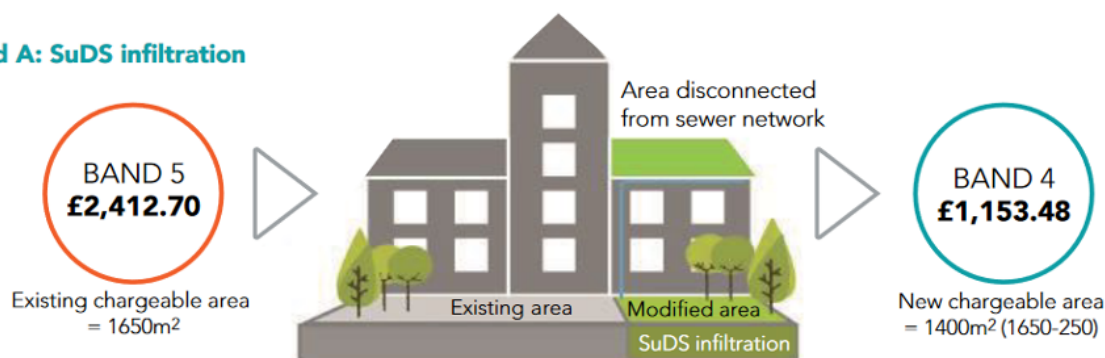 d A: SuDS infiltration
Area disconnected
from sewer network
BAND 5
£2,412.70
BAND 4
£1,153.48
Existing chargeable area
= 1650m²
Existing area
Modified area
SuDS infiltration
New chargeable area
= 1400m² (1650-250)